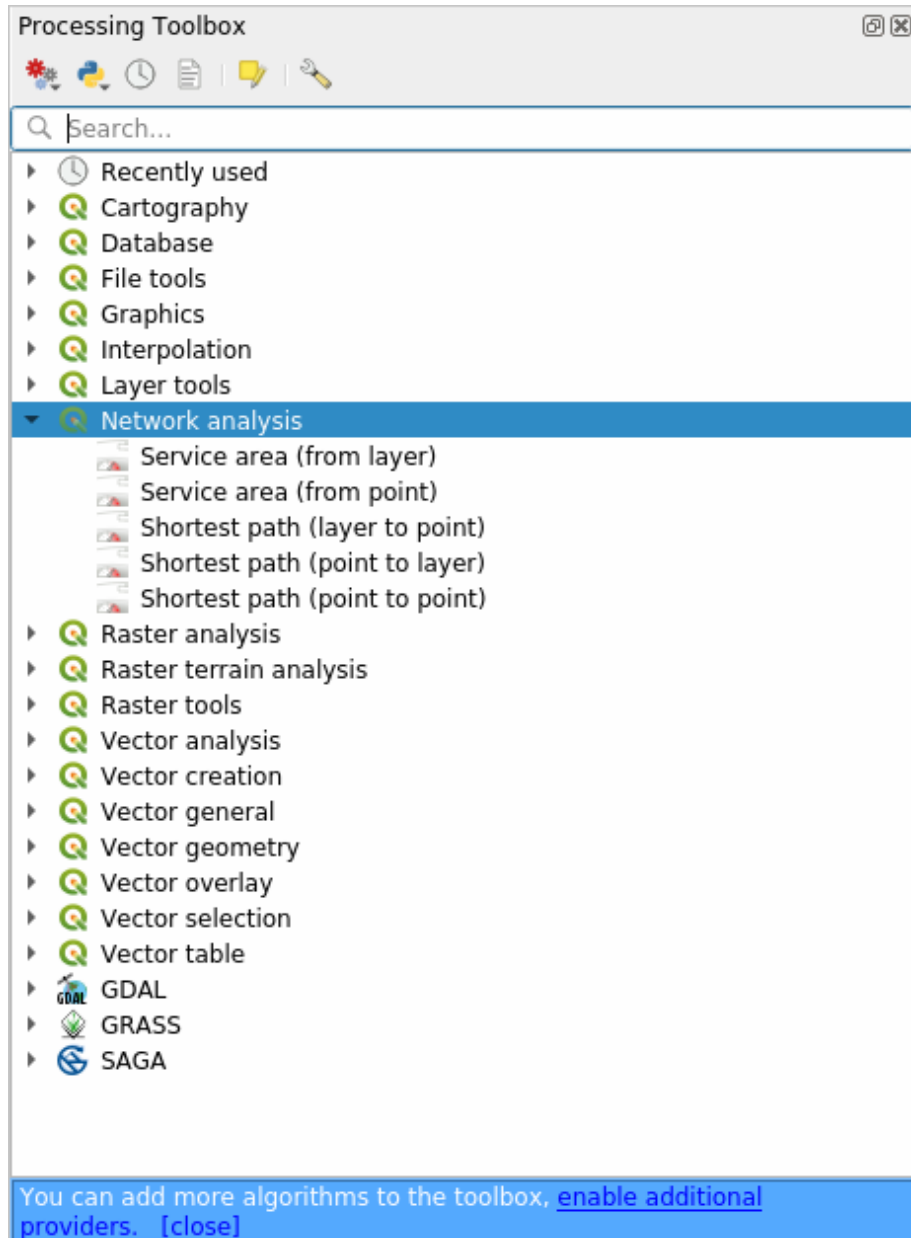 Processing Toolbox
Search...
Recently used
Cartography
Database
File tools
Graphics
Interpolation
Layer tools
Network analysis
Service area (from layer)
Service area (from point)
Shortest path (layer to point)
Shortest path (point to layer)
Shortest path (point to point)
Raster analysis
Raster terrain analysis
Raster tools
Vector analysis
Vector creation
Vector general
Vector geometry
Vector overlay
Vector selection
Vector table
GDAL GDAL
GRASS
SAGA
You can add more algorithms to the toolbox, enable additional
providers. [close]